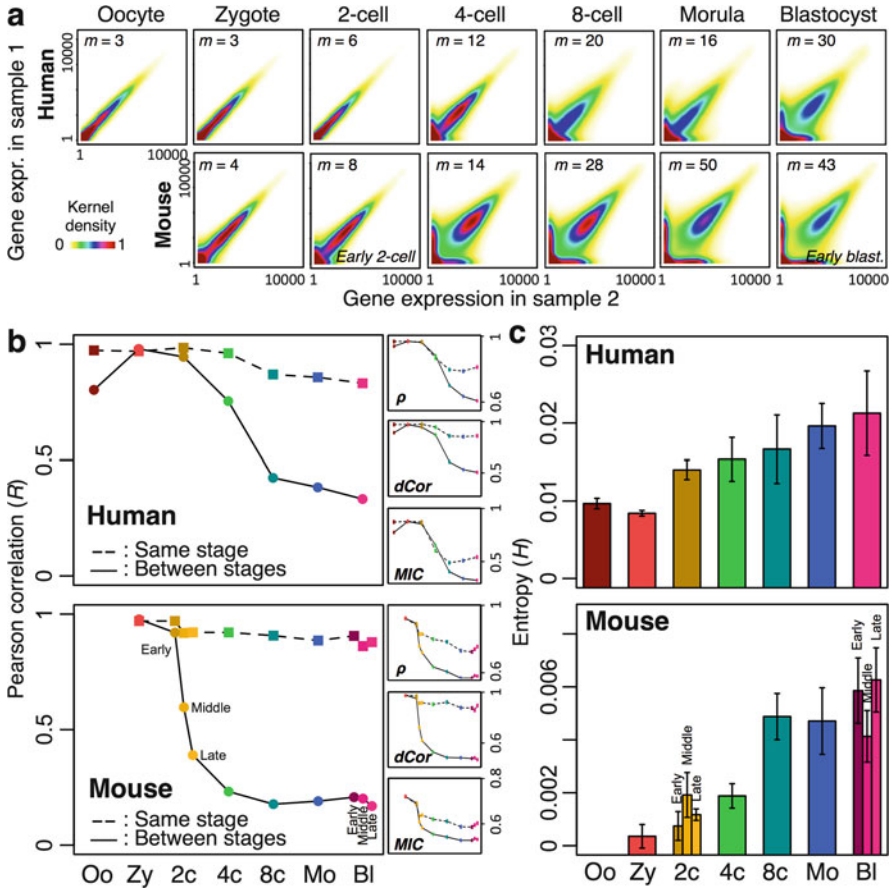 a
Oocyte Zygote 2-cell 4-cell 8-cell Morula Blastocyst
Gene expr. in sample 1
Human
10000
1
m = 3
m = 3
m = 6
m = 12
m = 20
m = 16
m = 30
1 10000
Mouse
10000
1
m = 4
m = 8
m = 14
m = 28
m = 50
m = 43
Early 2-cell
Early blast.
Kernel
density
0 1
1 10000 1 10000 1 10000 1 10000 1 10000 1 10000
Gene expression in sample 2
b
Pearson correlation (R)
1
0.5
0
Human
: Same stage
: Between stages
ρ
1
0.6
dCor
1
0.5
MIC
1
0.5
1
0.5
0
Early
Middle
Late
Mouse
: Same stage
: Between stages
Early
Middle
Late
ρ
1
0.6
dCor
1
0.6
MIC
0.8
0.6
Oo Zy 2c 4c 8c Mo Bl
c
Entropy (H)
Human
0.03
0.02
0.01
0
Mouse
0.006
0.002
0
Early
Middle
Late
Early
Middle
Late
Oo Zy 2c 4c 8c Mo Bl